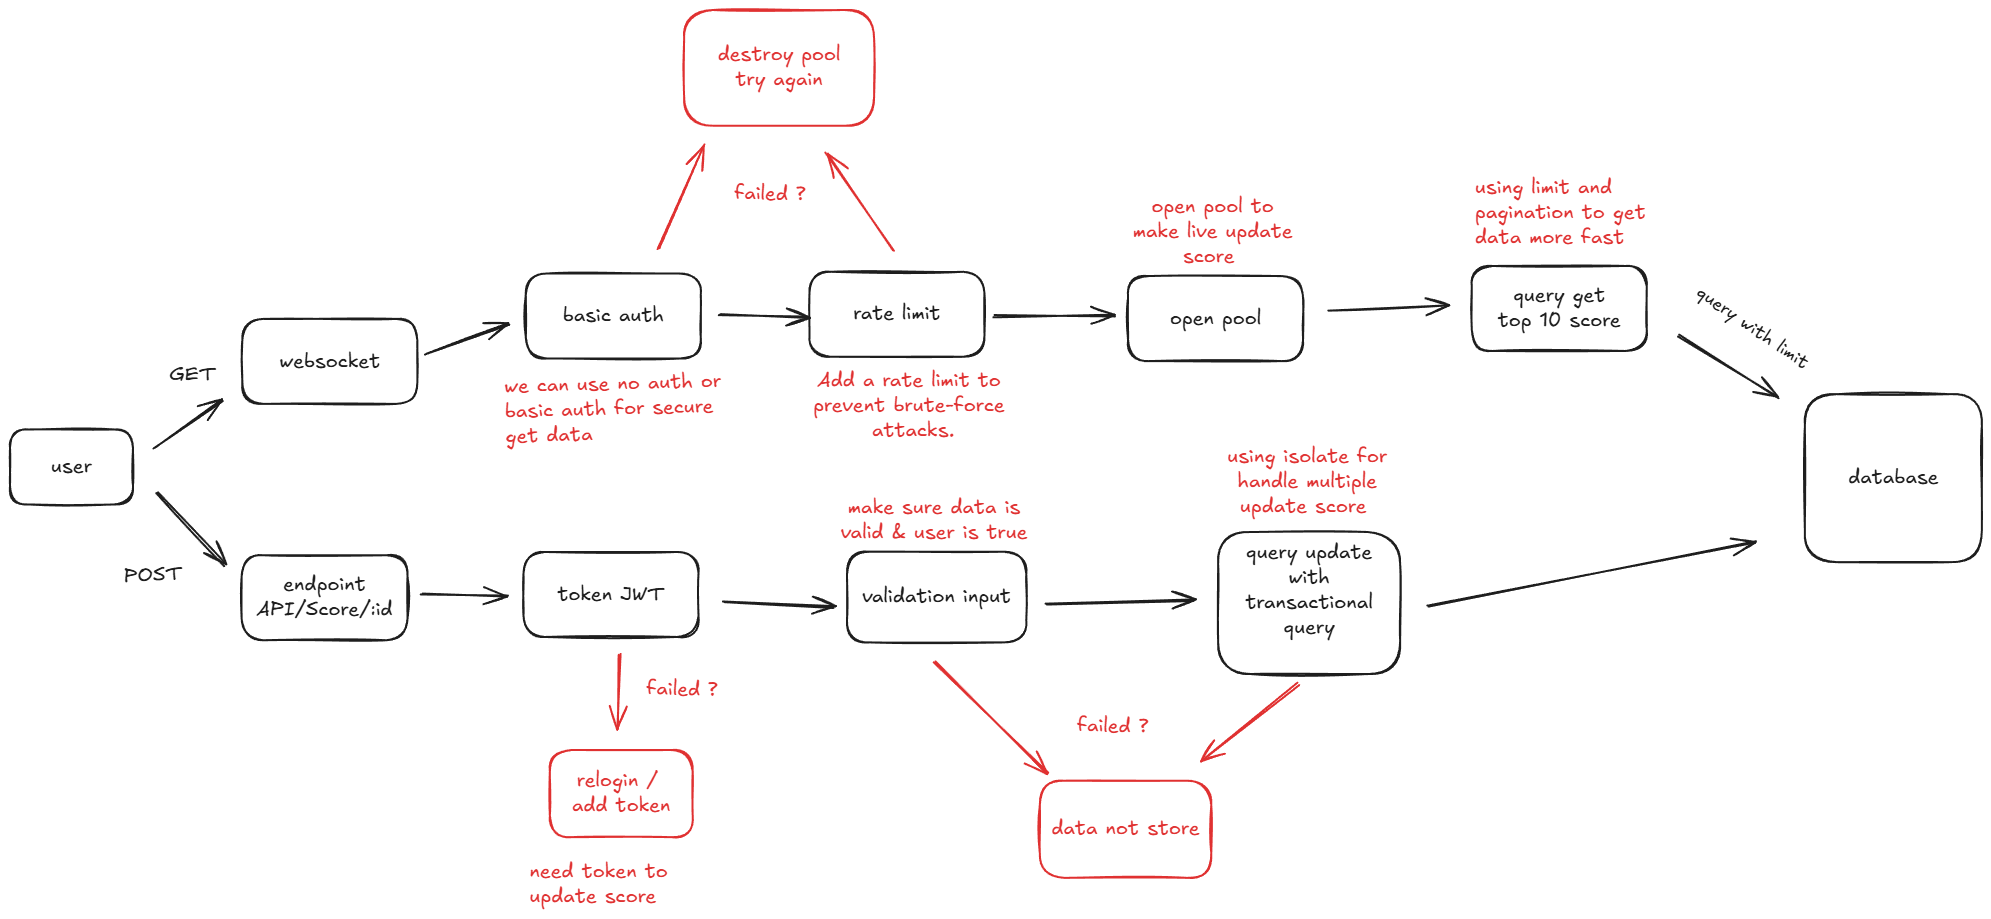 destroy pool
try again
failed ?
using limit and
pagination to get
data more fast
open pool to
make live update
score
query with limit
GET
websocket
basic auth
rate limit
open pool
query get
top 10 score
we can use no auth or
basic auth for secure
get data
Add a rate limit to
prevent brute-force
attacks.
user
database
using isolate for
handle multiple
update score
make sure data is
valid & user is true
POST
endpoint
API/Score/:id
token JWT
validation input
query update
with
transactional
query
failed ?
failed ?
relogin /
add token
data not store
need token to
update score